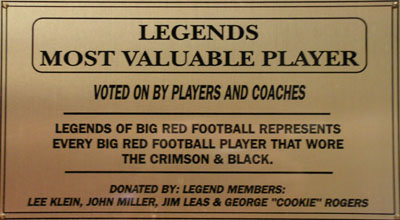 LEGENDS
MOST VALUABLE PLAYER
VOTED ON BY PLAYERS AND COACHES
LEGENDS OF BIG RED FOOTBALL REPRESENTS
EVERY BIG RED FOOTBALL PLAYER THAT WORE
THE CRIMSON & BLACK.
DONATED BY: LEGEND MEMBERS:
LEE KLEIN, JOHN MILLER, JIM LEAS & GEORGE "COOKIE" ROGERS